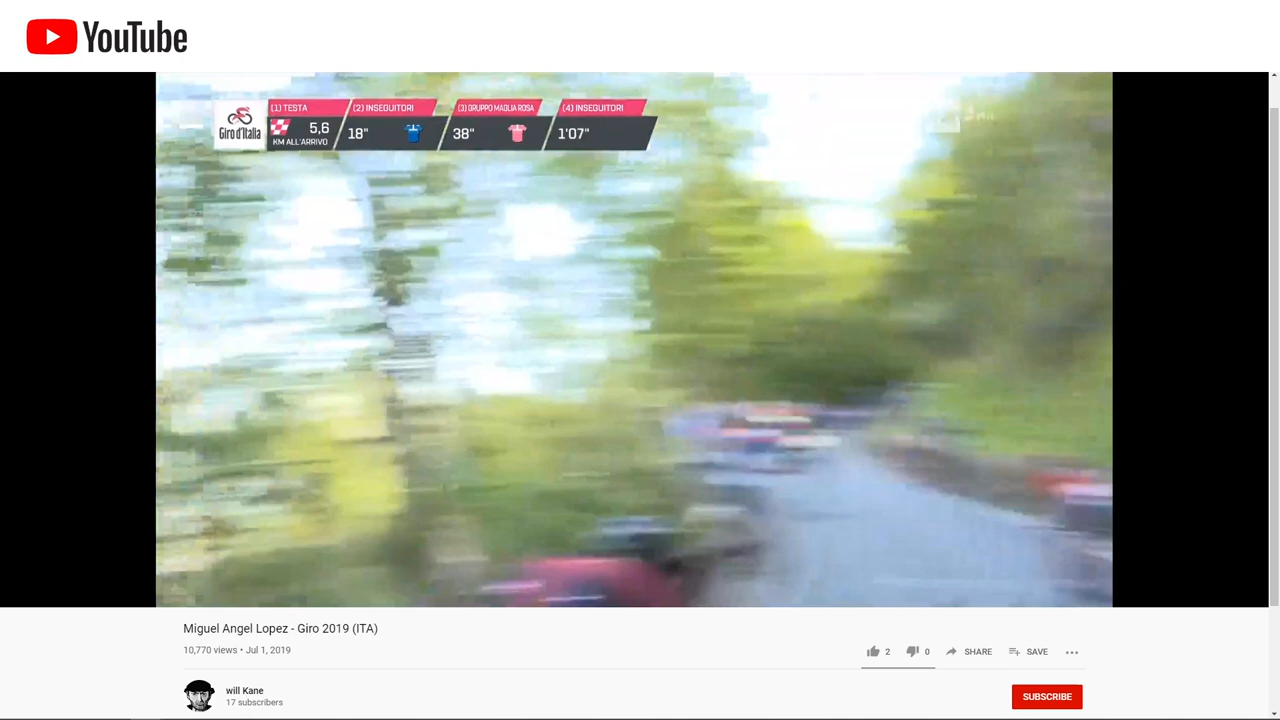 YouTube
(1) TESTA
(2) INSEGUITORI
(3) GRUPPO MAGLIA ROSA
(4) INSEGUITORI
Giro d'Italia
5,6
KM ALL'ARRIVO
18"
38"
1'07"
Miguel Angel Lopez - Giro 2019 (ITA)
10,770 views • Jul 1, 2019
2
0
SHARE
SAVE
will Kane
17 subscribers
SUBSCRIBE